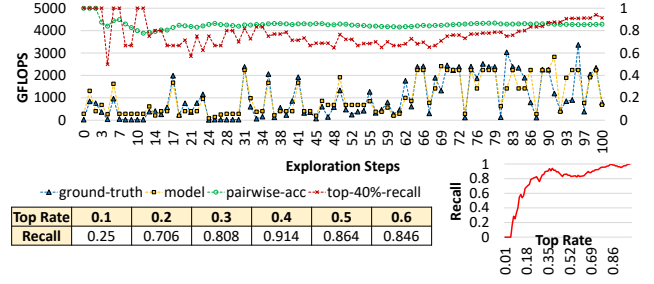 5000 1
4000 0.8
3000 0.6
2000 0.4
1000 0.2
0 0
GFLOPS
0 3 7 10 13 17 20 24 28 31 34 38 42 45 48 52 56 59 62 66 69 72 76 79 83 86 90 93 97 100
Exploration Steps
ground-truth model pairwise-acc top-40%-recall
Top Rate 0.1 0.2 0.3 0.4 0.5 0.6
Recall 0.25 0.706 0.808 0.914 0.864 0.846
1
0.8
0.6
0.4
0.2
0
Recall
Top Rate
0.01 0.18 0.35 0.52 0.69 0.86